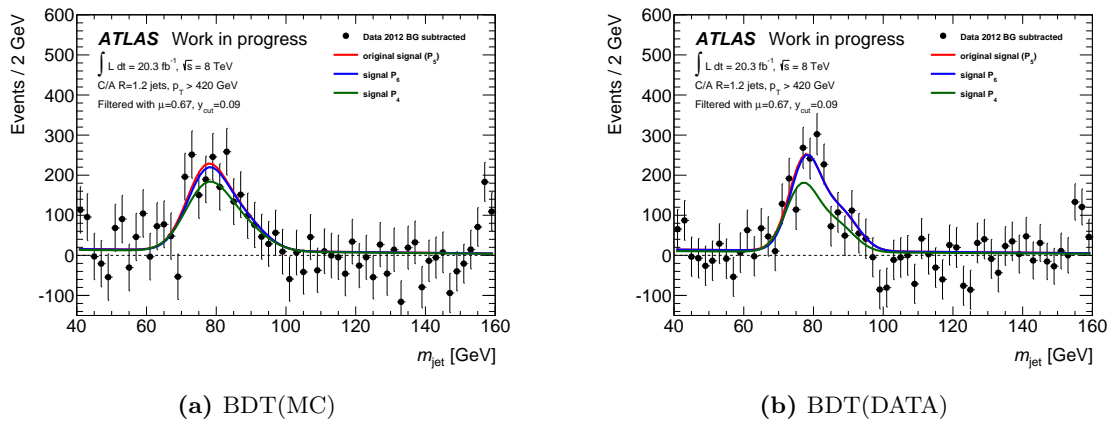 Events / 2 GeV
600
500
400
300
200
100
0
-100
ATLAS Work in progress
∫ L dt = 20.3 fb⁻¹, √s = 8 TeV
C/A R=1.2 jets, p_T > 420 GeV
Filtered with μ=0.67, y_cut=0.09
Data 2012 BG subtracted
original signal (P₅)
signal P₆
signal P₄
40 60 80 100 120 140 160
m_jet [GeV]
(a) BDT(MC)
Events / 2 GeV
600
500
400
300
200
100
0
-100
ATLAS Work in progress
∫ L dt = 20.3 fb⁻¹, √s = 8 TeV
C/A R=1.2 jets, p_T > 420 GeV
Filtered with μ=0.67, y_cut=0.09
Data 2012 BG subtracted
original signal (P₅)
signal P₆
signal P₄
40 60 80 100 120 140 160
m_jet [GeV]
(b) BDT(DATA)